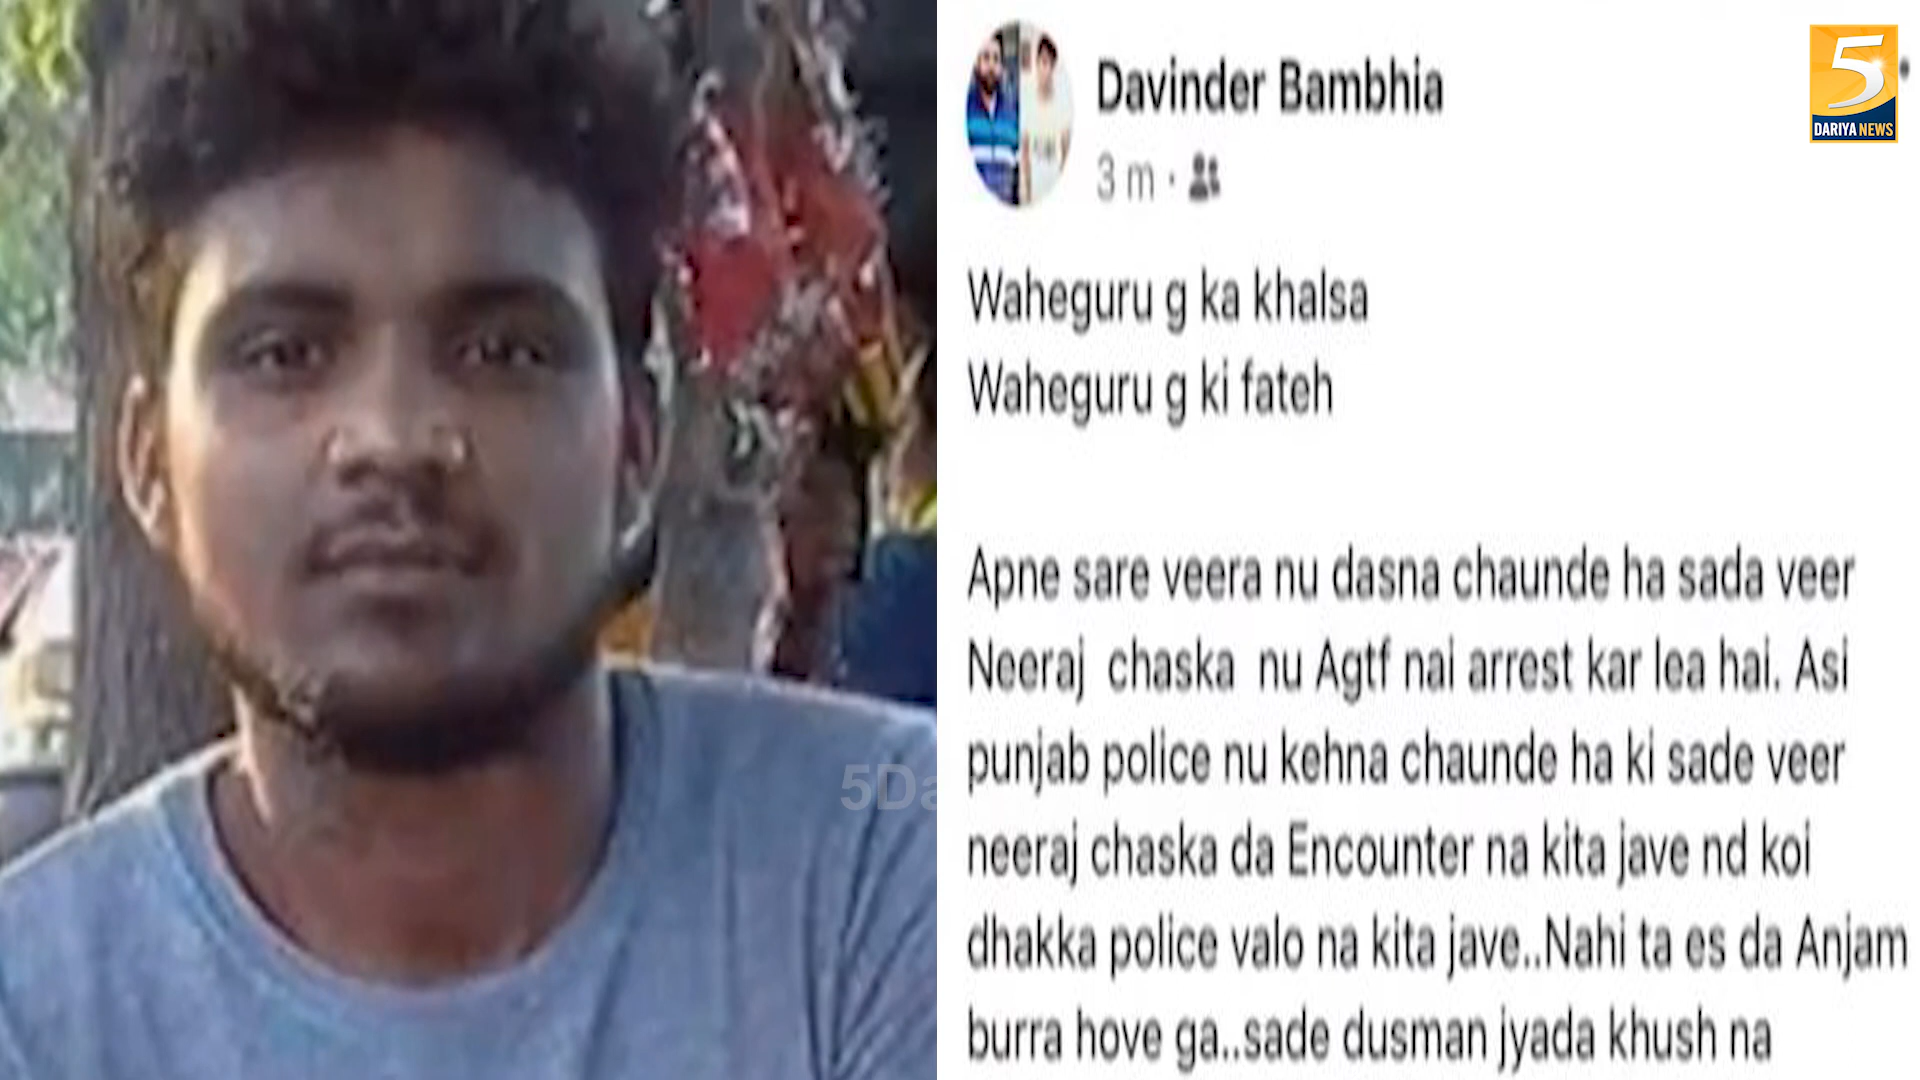 5
DARIYA NEWS
Davinder Bambhia
3 m ·
Waheguru g ka khalsa
Waheguru g ki fateh
Apne sare veera nu dasna chaunde ha sada veer
Neeraj chaska nu Agtf nai arrest kar lea hai. Asi
punjab police nu kehna chaunde ha ki sade veer
neeraj chaska da Encounter na kita jave nd koi
dhakka police valo na kita jave..Nahi ta es da Anjam
burra hove ga..sade dusman jyada khush na
5Da